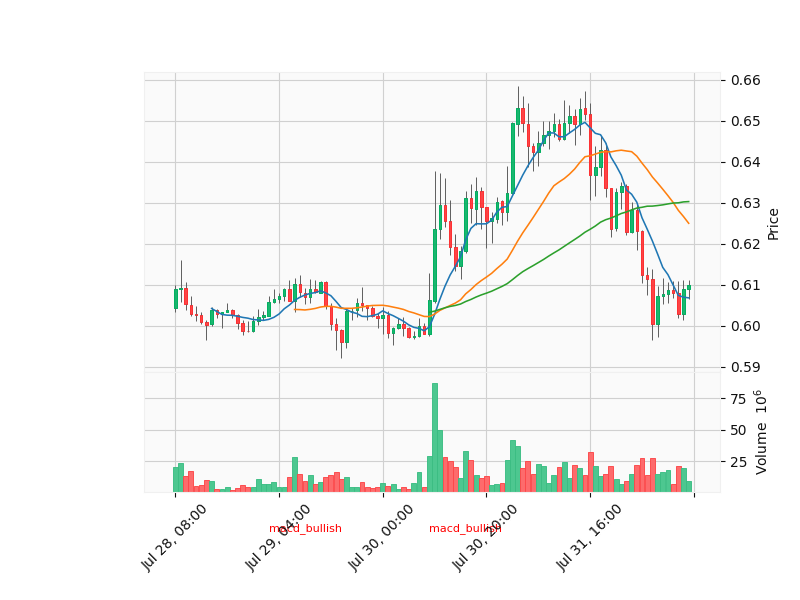 0.66
0.65
0.64
0.63
0.62
0.61
0.60
0.59
Price
75
50
25
Volume 10^6
Jul 28, 08:00
Jul 29, 04:00
Jul 30, 00:00
Jul 30, 20:00
Jul 31, 16:00
macd_bullish
macd_bullish